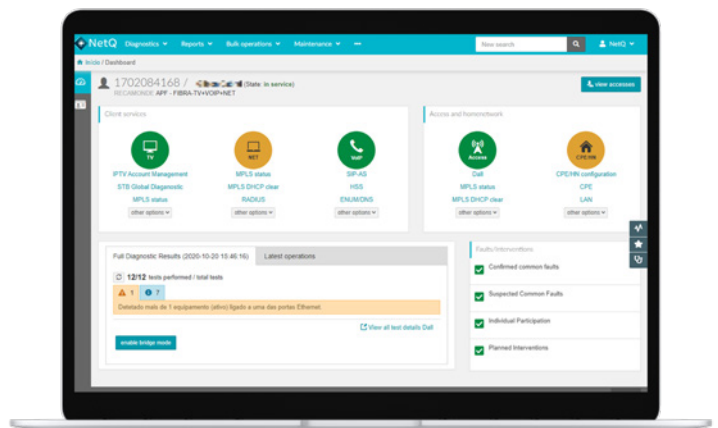 NetQ Diagnostics Reports Bulk operations Maintenance ••• New search NetQ
Início / Dashboard
1702084168 / (State: in service) view accesses
RECAMONDE APF - FIBRA-TV+VOIP+NET
Client services
TV
NET
VoIP
IPTV Account Management
MPLS status
SIP-AS
STB Global Diagonostic
MPLS DHCP clear
HSS
MPLS status
RADIUS
ENUM/DNS
other options
other options
other options
Access and homenetwork
Access
CPE/HN
Dall
CPE/HN configuration
MPLS status
CPE
MPLS DHCP clear
LAN
other options
other options
Full Diagnostic Results (2020-10-20 15:46:16) Latest operations
12/12 tests performed / total tests
1 7
Detetado mais do 1 equipamento (ativo) ligado a uma das portas Ethernet.
View all test details Dall
enable bridge mode
Faults/Interventions
Confirmed common faults
Suspected Common Faults
Individual Participation
Planned Interventions